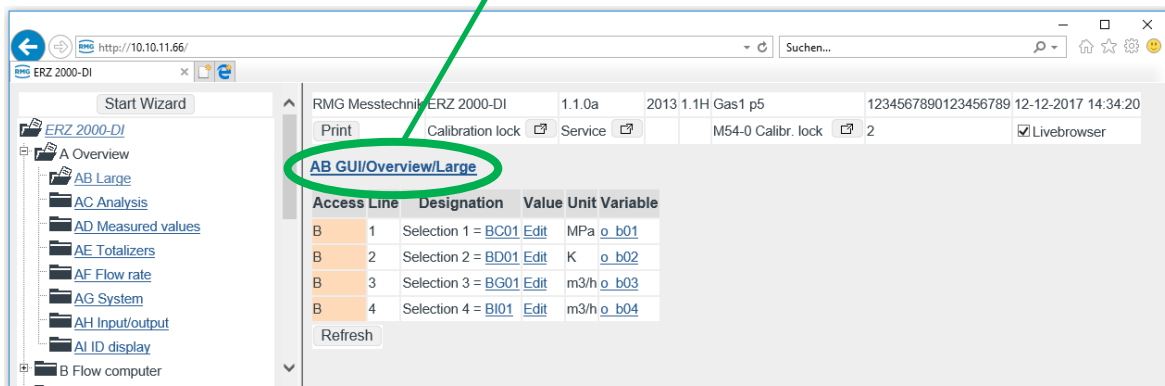 http://10.10.11.66/
Suchen...
RMG ERZ 2000-DI
Start Wizard
ERZ 2000-DI
A Overview
AB Large
AC Analysis
AD Measured values
AE Totalizers
AF Flow rate
AG System
AH Input/output
AI ID display
B Flow computer
RMG Messtechnik ERZ 2000-DI 1.1.0a 2013 1.1H Gas1 p5 1234567890123456789 12-12-2017 14:34:20
Print Calibration lock Service M54-0 Calibr. lock 2 Livebrowser
AB GUI/Overview/Large
Access Line Designation Value Unit Variable
B 1 Selection 1 = BC01 Edit MPa o_b01
B 2 Selection 2 = BD01 Edit K o_b02
B 3 Selection 3 = BG01 Edit m3/h o_b03
B 4 Selection 4 = BI01 Edit m3/h o_b04
Refresh